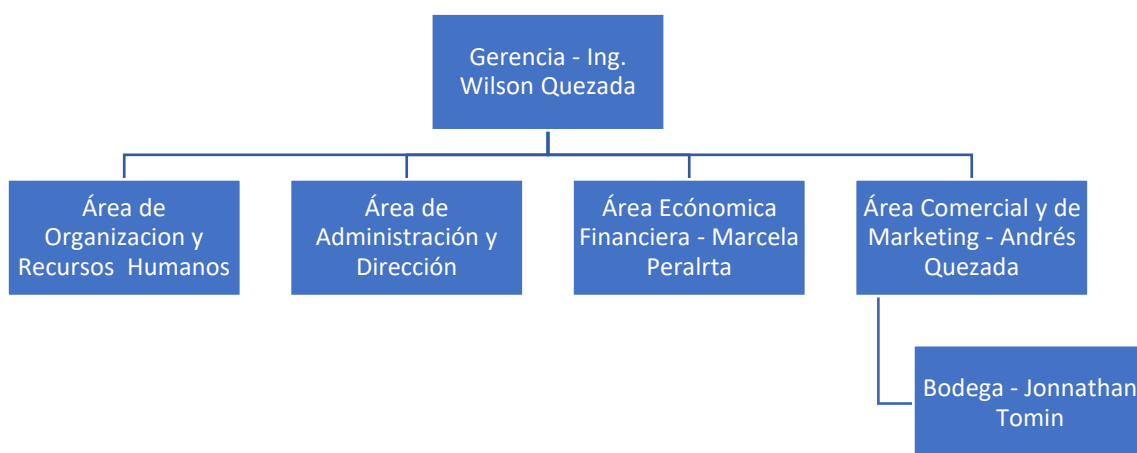 Gerencia - Ing.
Wilson Quezada
Área de
Organizacion y
Recursos  Humanos
Área de
Administración y
Dirección
Área Ecónomica
Financiera - Marcela
Peralrta
Área Comercial y de
Marketing - Andrés
Quezada
Bodega - Jonnathan
Tomin